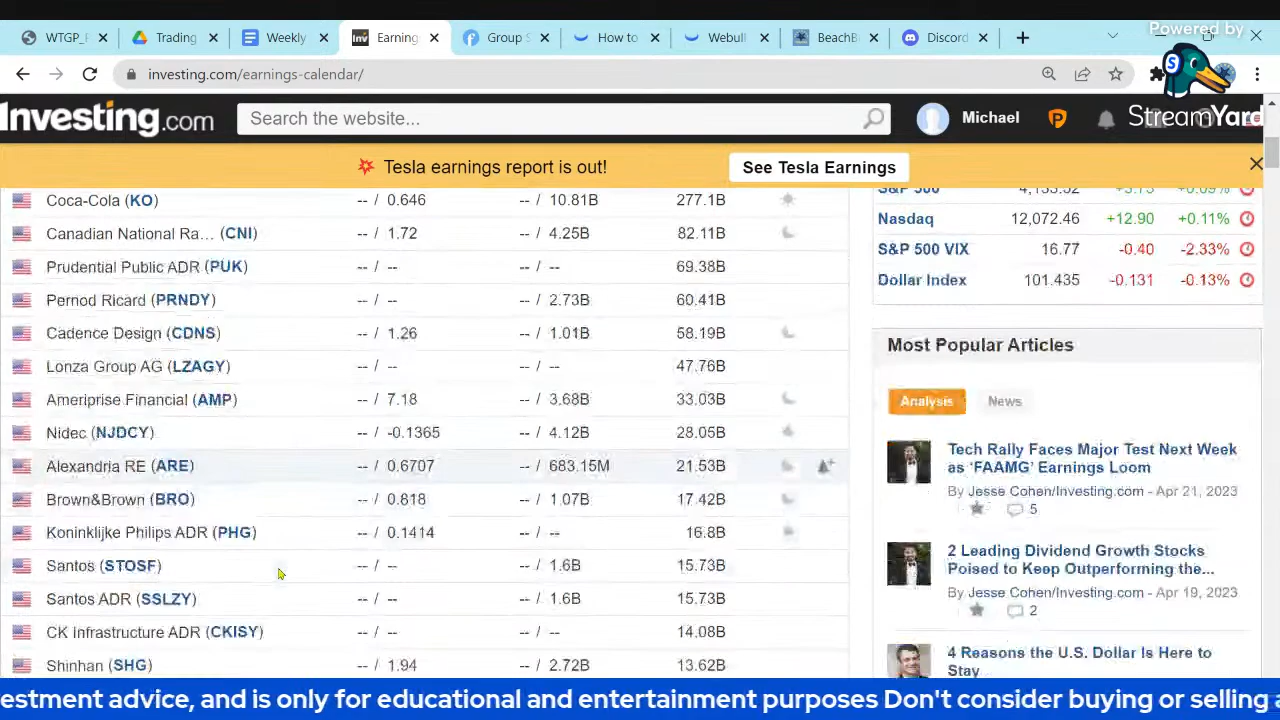 WTGP_F
Trading
Weekly
Earning
Group S
How to
Webull
BeachB
Discord
Powered by
investing.com/earnings-calendar/
StreamYard
Investing.com
Search the website...
Michael
Tesla earnings report is out!
See Tesla Earnings
Coca-Cola (KO) -- / 0.646 -- / 10.81B 277.1B
Canadian National Ra... (CNI) -- / 1.72 -- / 4.25B 82.11B
Prudential Public ADR (PUK) -- / -- -- / -- 69.38B
Pernod Ricard (PRNDY) -- / -- -- / 2.73B 60.41B
Cadence Design (CDNS) -- / 1.26 -- / 1.01B 58.19B
Lonza Group AG (LZAGY) -- / -- -- / -- 47.76B
Ameriprise Financial (AMP) -- / 7.18 -- / 3.68B 33.03B
Nidec (NJDCY) -- / -0.1365 -- / 4.12B 28.05B
Alexandria RE (ARE) -- / 0.6707 -- / 683.15M 21.53B
Brown&Brown (BRO) -- / 0.818 -- / 1.07B 17.42B
Koninklijke Philips ADR (PHG) -- / 0.1414 -- / -- 16.8B
Santos (STOSF) -- / -- -- / 1.6B 15.73B
Santos ADR (SSLZY) -- / -- -- / 1.6B 15.73B
CK Infrastructure ADR (CKISY) -- / -- -- / -- 14.08B
Shinhan (SHG) -- / 1.94 -- / 2.72B 13.62B
S&P 500 4,133.52 +3.73 +0.09%
Nasdaq 12,072.46 +12.90 +0.11%
S&P 500 VIX 16.77 -0.40 -2.33%
Dollar Index 101.435 -0.131 -0.13%
Most Popular Articles
Analysis News
Tech Rally Faces Major Test Next Week
as ‘FAAMG’ Earnings Loom
By Jesse Cohen/Investing.com - Apr 21, 2023
5
2 Leading Dividend Growth Stocks
Poised to Keep Outperforming the...
By Jesse Cohen/Investing.com - Apr 19, 2023
2
4 Reasons the U.S. Dollar Is Here to
Stay
estment advice, and is only for educational and entertainment purposes Don't consider buying or selling a